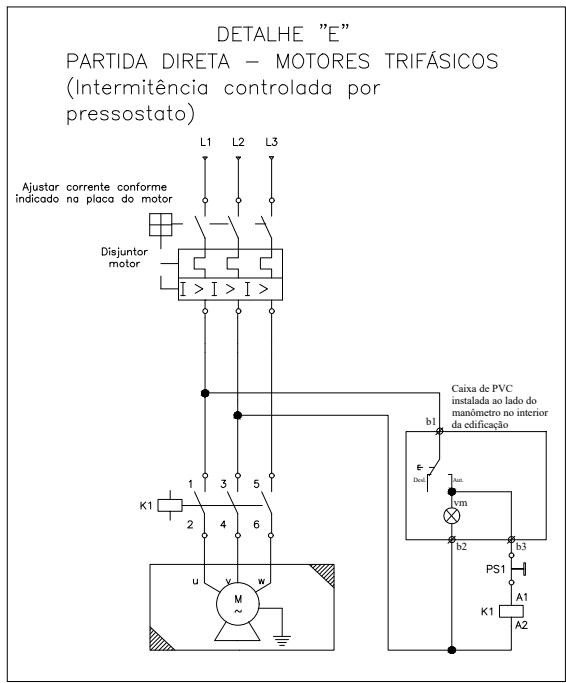 DETALHE "E"
PARTIDA DIRETA – MOTORES TRIFÁSICOS
(Intermitência controlada por
pressostato)
L1 L2 L3
Ajustar corrente conforme
indicado na placa do motor
Disjuntor
motor
I > I > I >
Caixa de PVC
instalada ao lado do
manômetro no interior
da edificação
b1
E
Desl. Aut.
vm
b2 b3
1 3 5
K1
2 4 6
PS1
u v w
M
~
A1
K1
A2